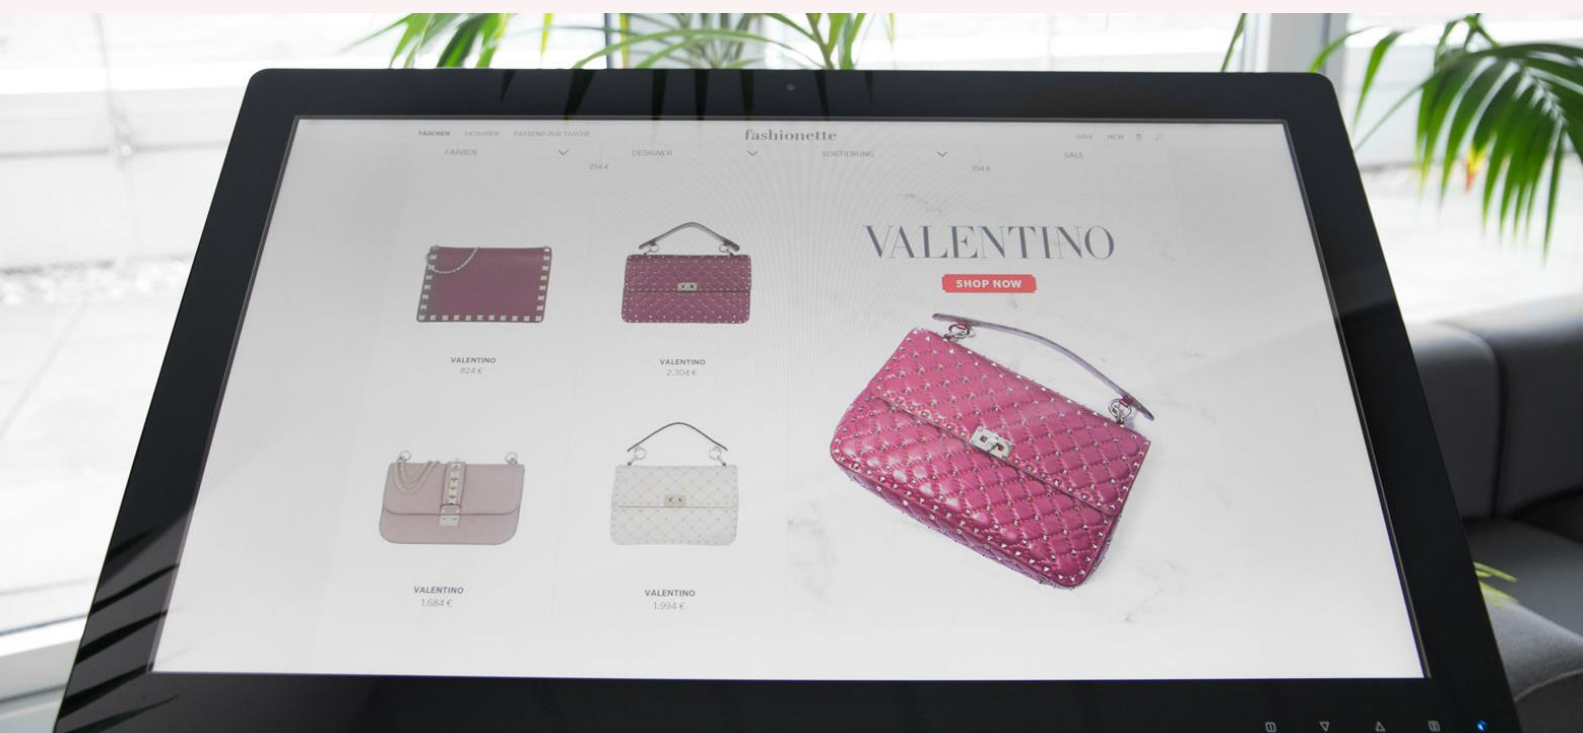 TASCHEN DESIGNER PASSEND ZUR TASCHE fashionette SALE NEW
FARBEN DESIGNER SORTIERUNG SALE
254 € 354 €
VALENTINO
SHOP NOW
VALENTINO VALENTINO
824 € 2.304 €
VALENTINO VALENTINO
1.684 € 1.994 €